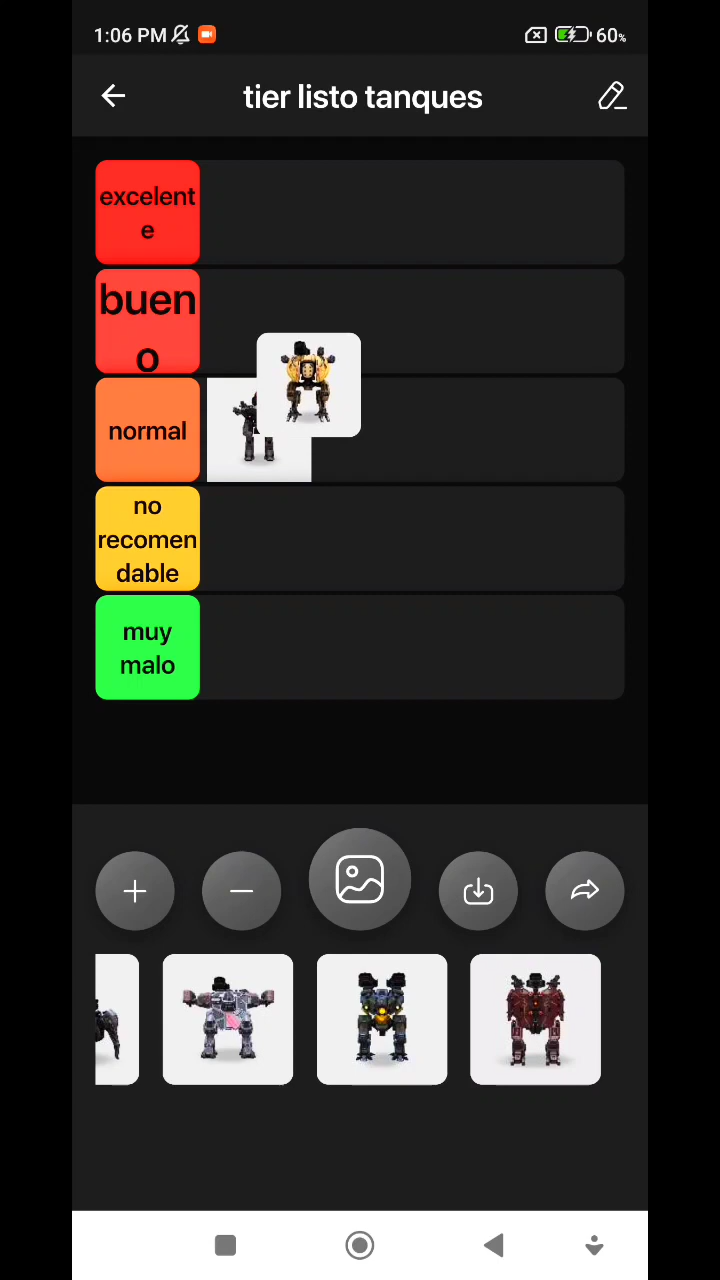 1:06 PM
60%
tier listo tanques
excelent
e
buen
o
normal
no
recomen
dable
muy
malo